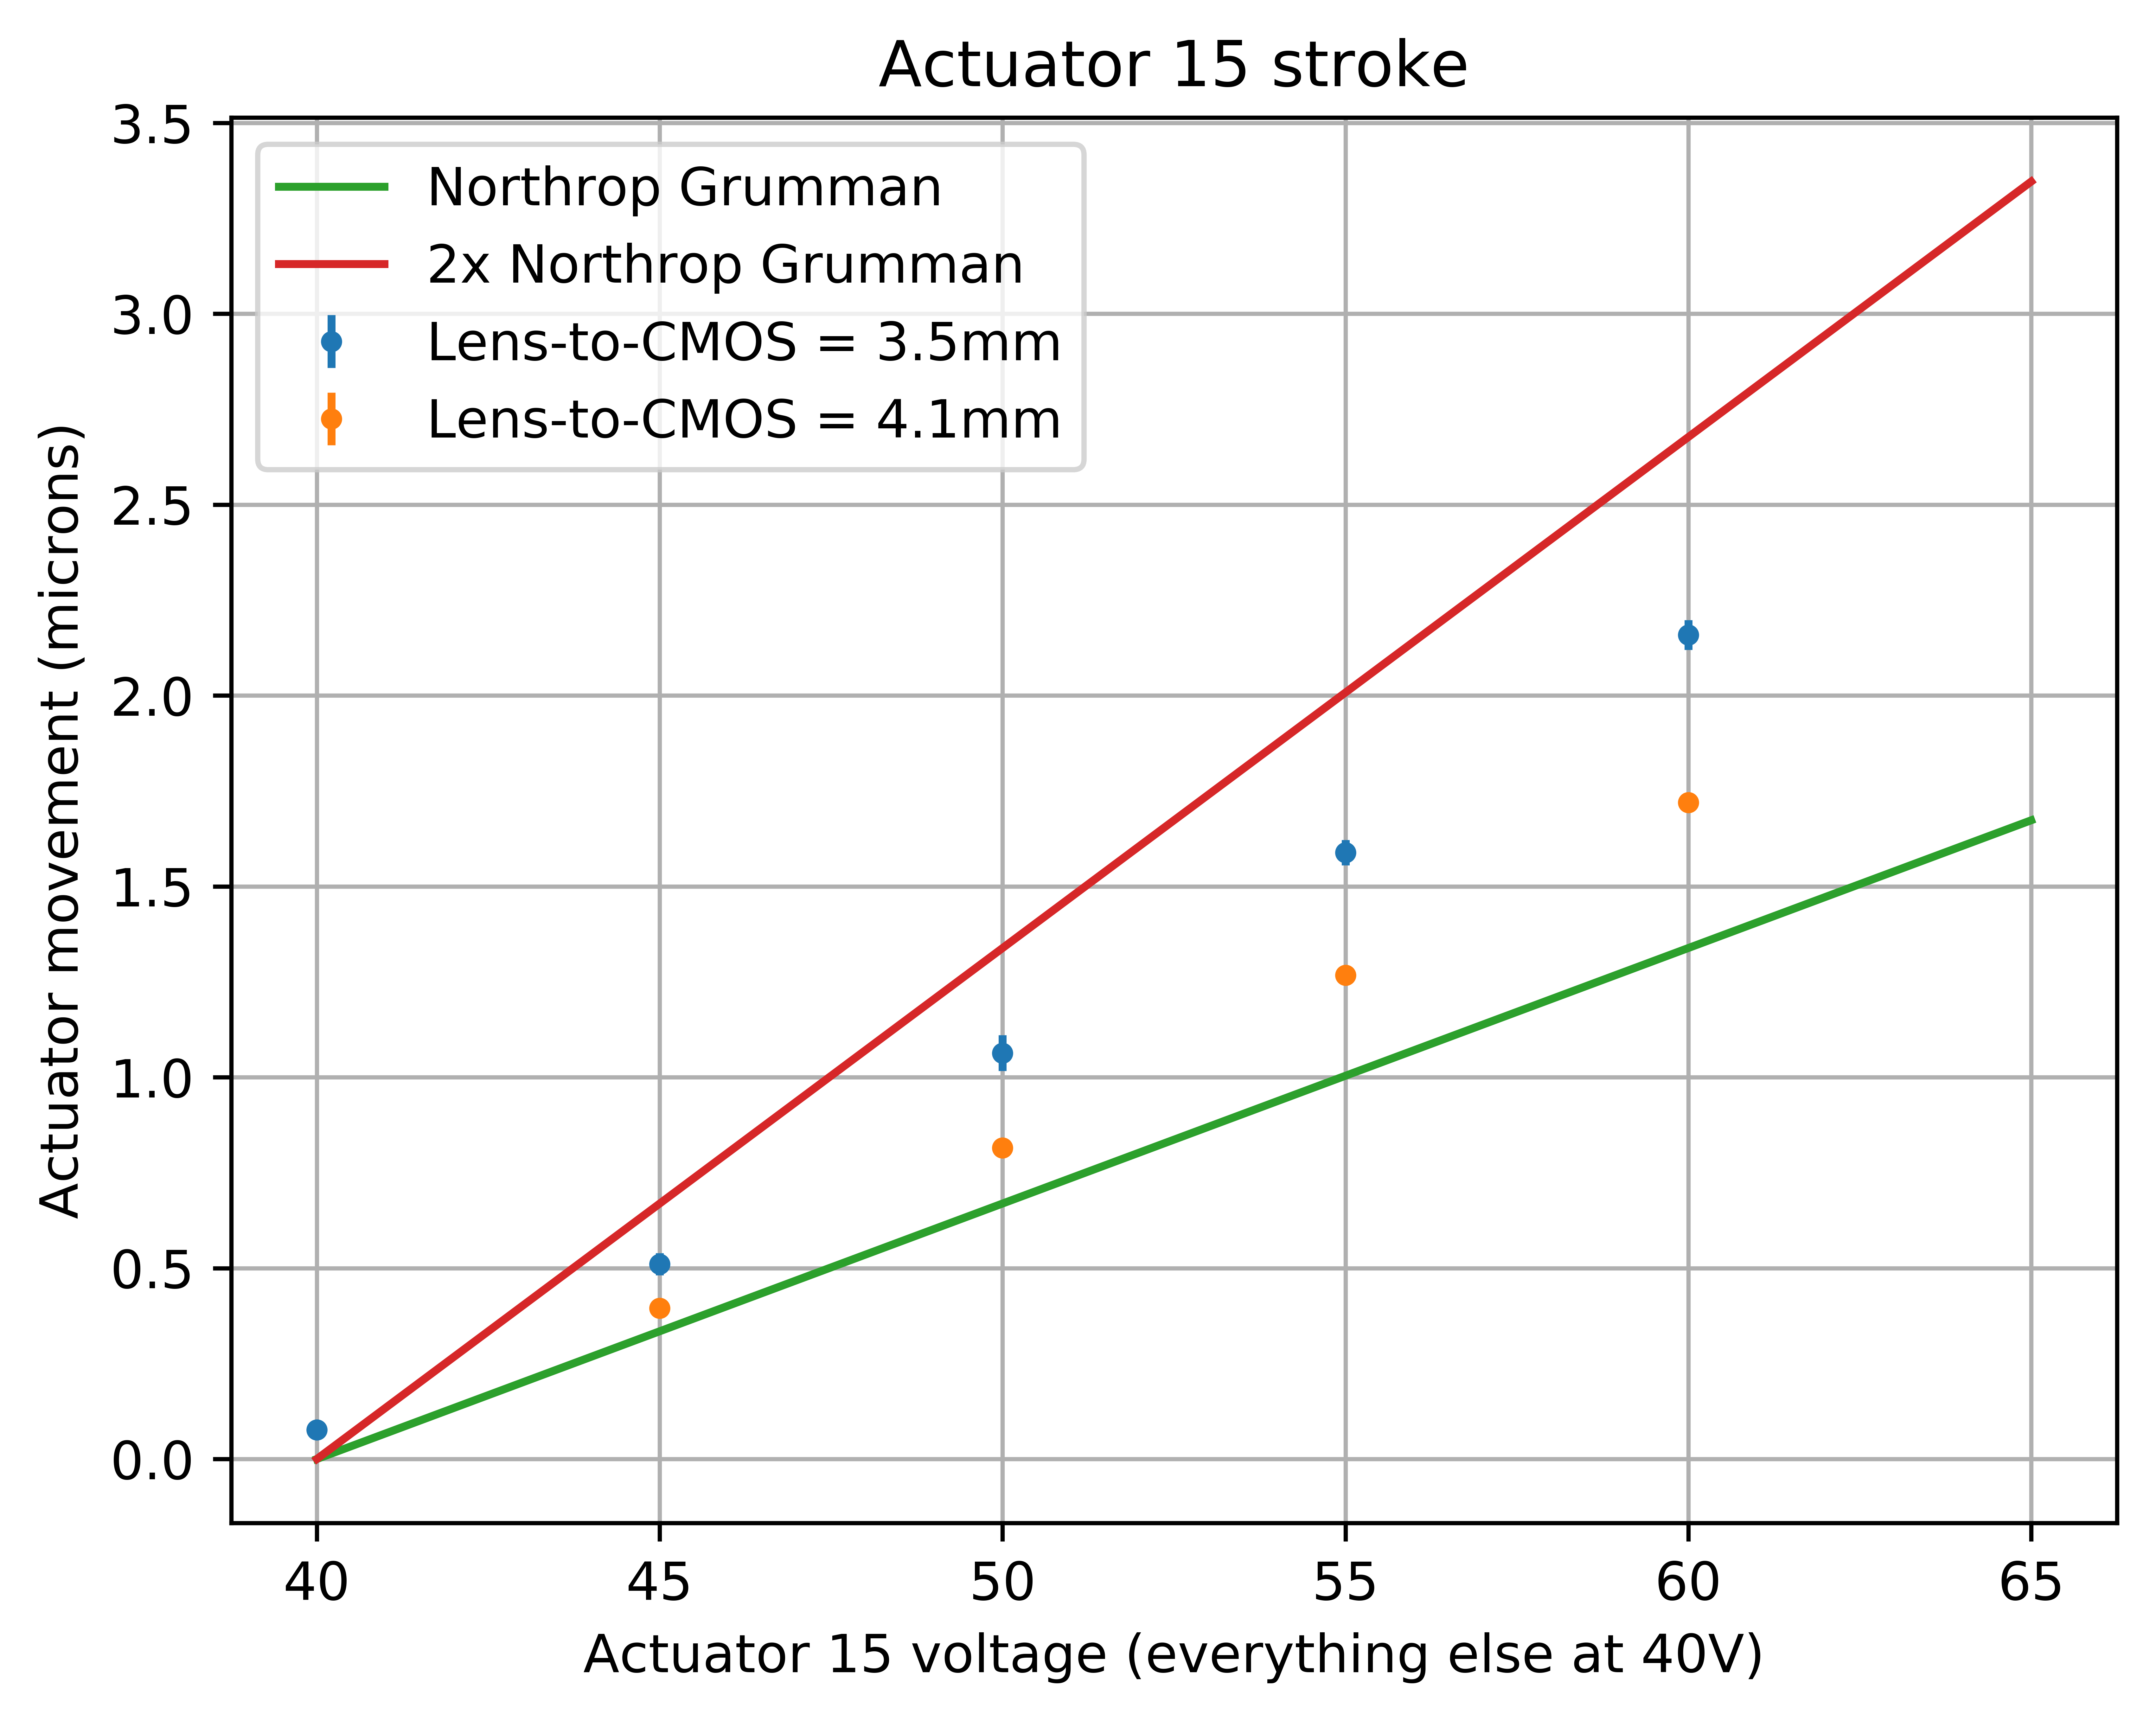 Actuator 15 stroke
3.5
3.0
2.5
2.0
1.5
1.0
0.5
0.0
Actuator movement (microns)
Northrop Grumman
2x Northrop Grumman
Lens-to-CMOS = 3.5mm
Lens-to-CMOS = 4.1mm
40 45 50 55 60 65
Actuator 15 voltage (everything else at 40V)